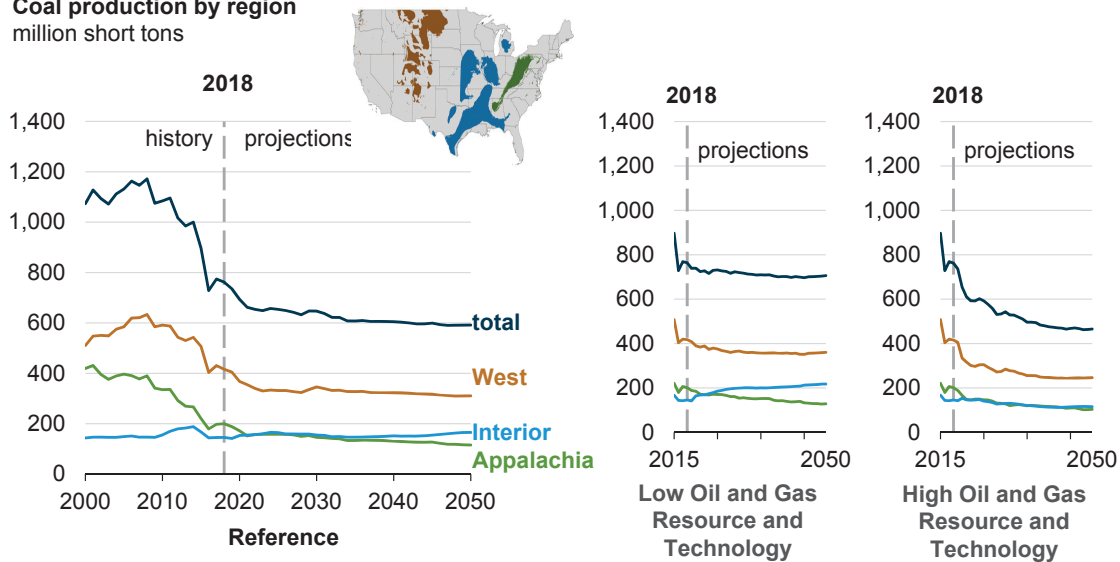 Coal production by region
million short tons
2018
history projections
1,400
1,200
1,000
800
600
400
200
0
total
West
Interior
Appalachia
2000 2010 2020 2030 2040 2050
Reference
2018
projections
1,400
1,200
1,000
800
600
400
200
0
2015 2050
Low Oil and Gas
Resource and
Technology
2018
projections
1,400
1,200
1,000
800
600
400
200
0
2015 2050
High Oil and Gas
Resource and
Technology